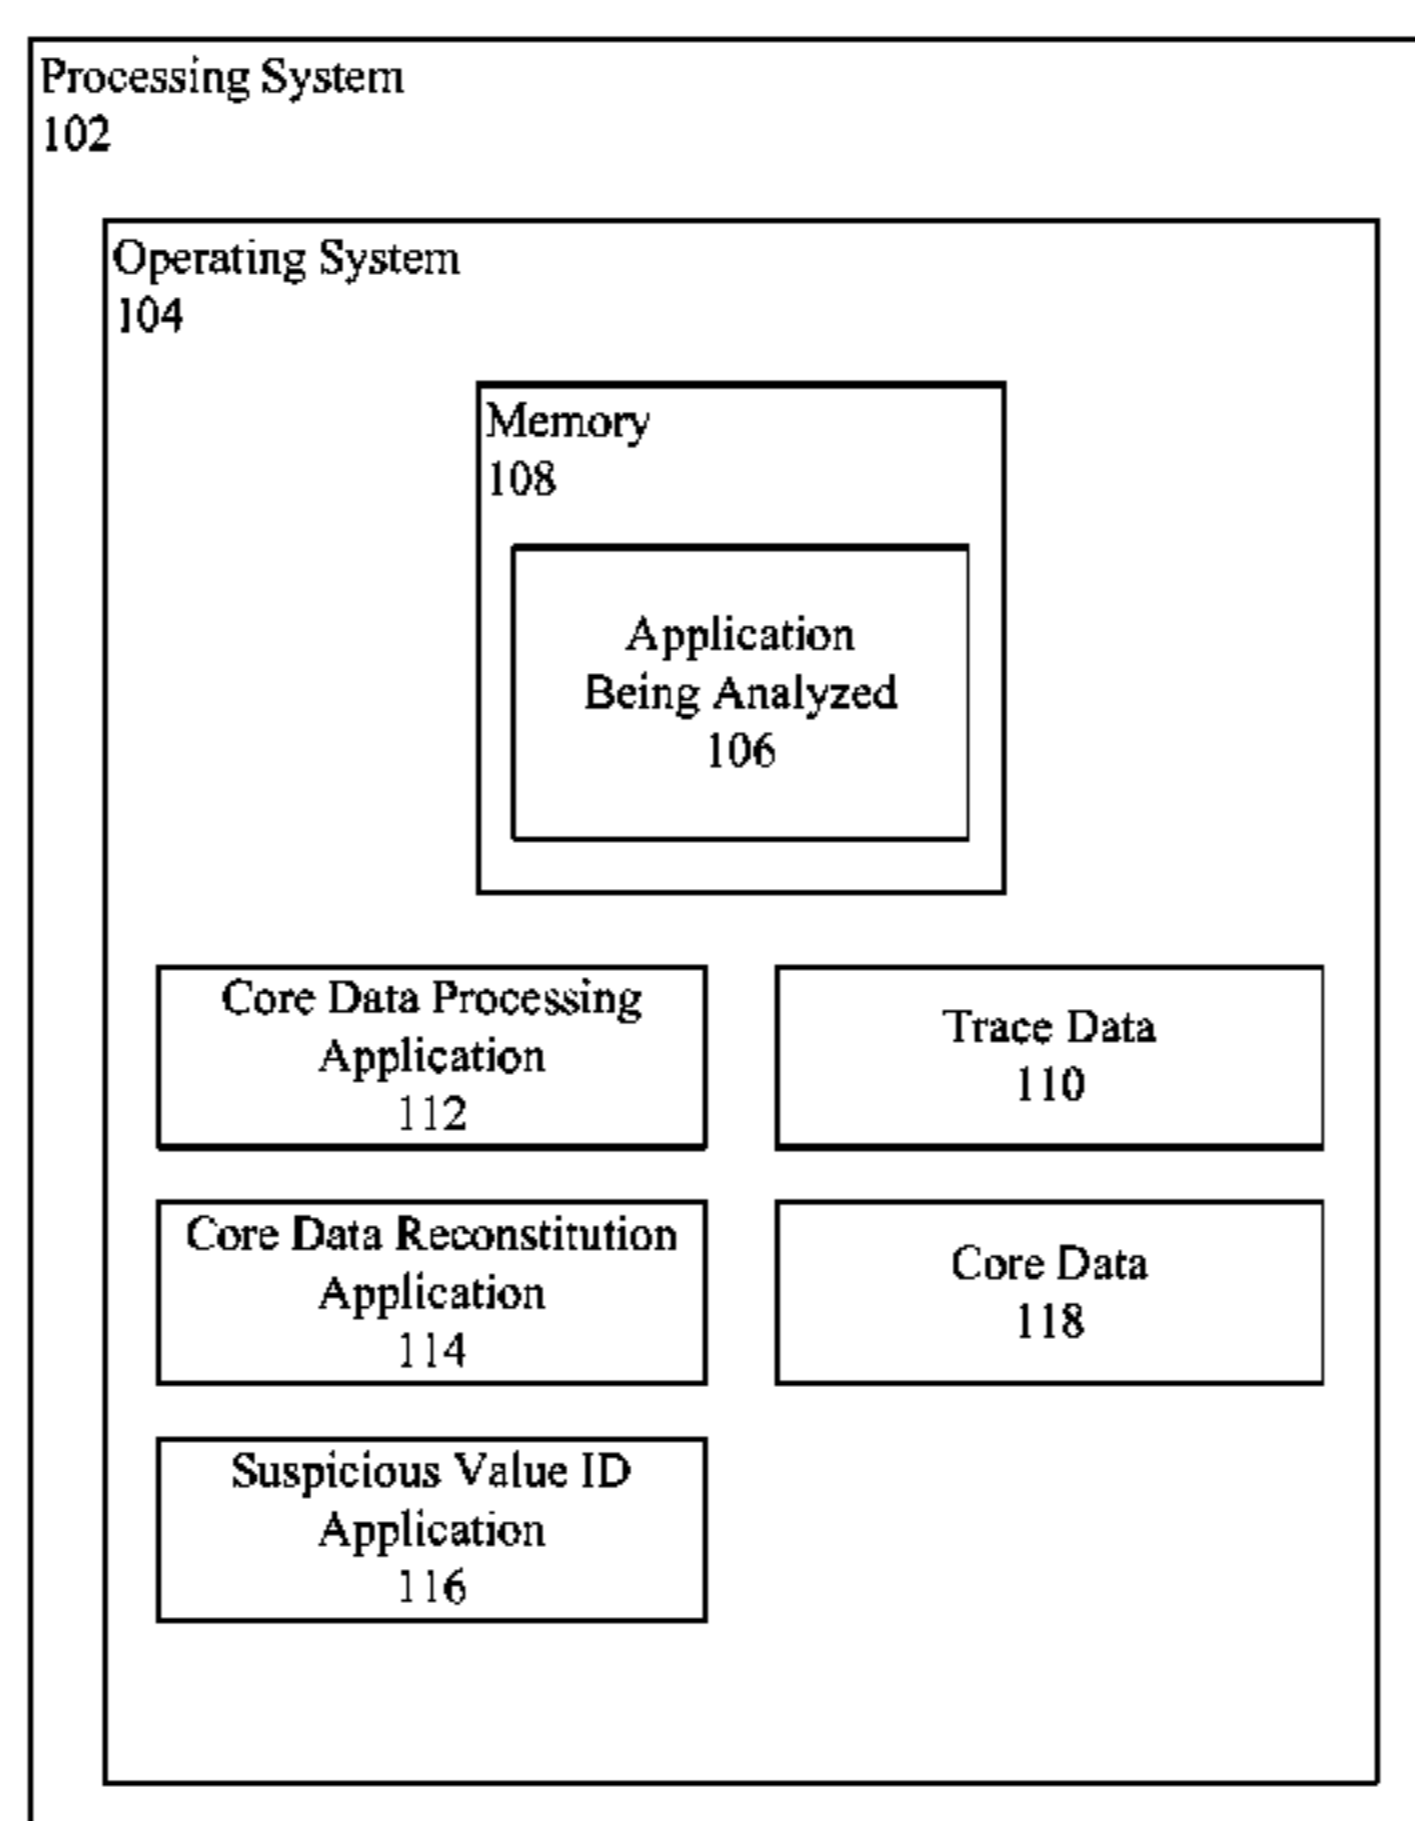 Processing System
102
Operating System
104
Memory
108
Application
Being Analyzed
106
Core Data Processing
Application
112
Trace Data
110
Core Data Reconstitution
Application
114
Core Data
118
Suspicious Value ID
Application
116